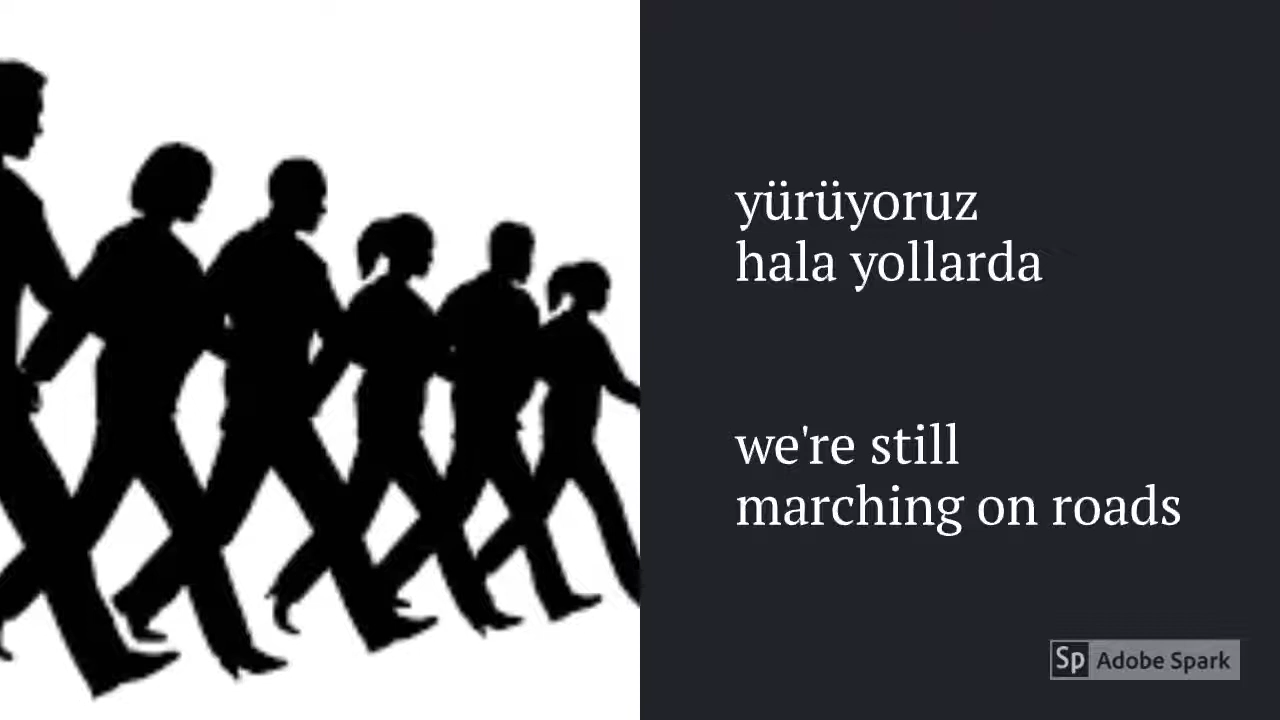 yürüyoruz
hala yollarda
we're still
marching on roads
Sp Adobe Spark